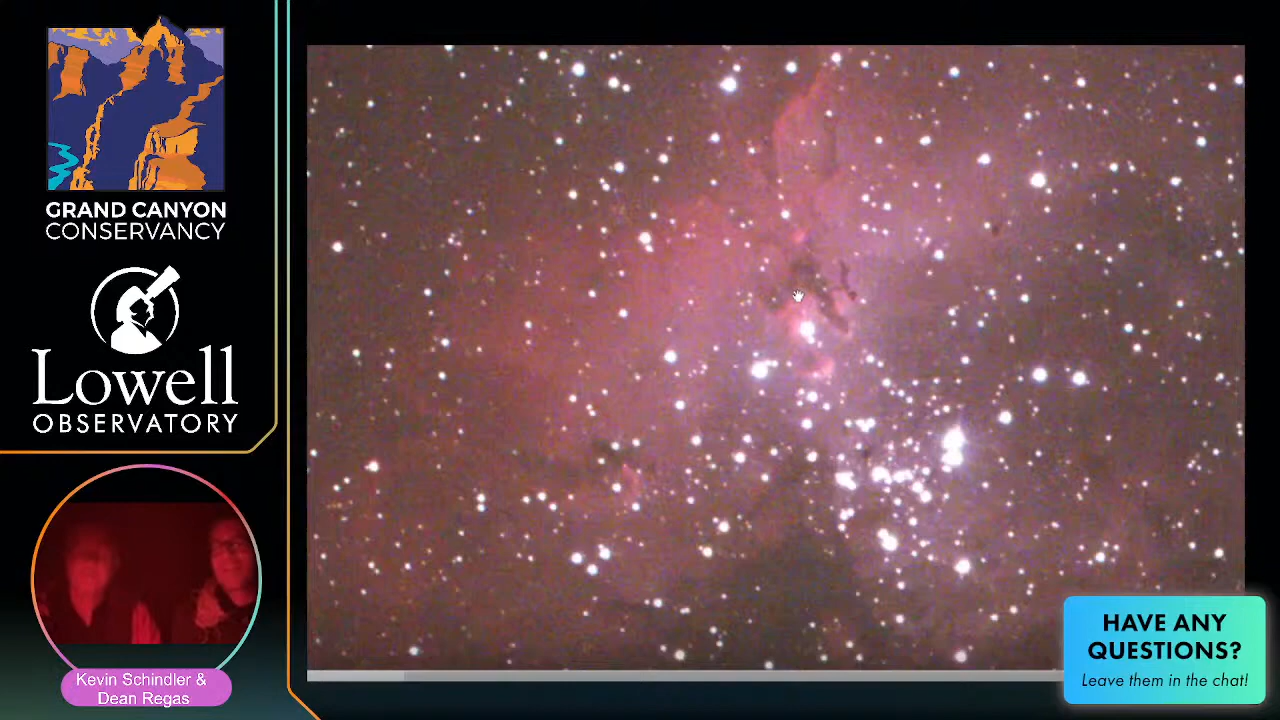 GRAND CANYON
CONSERVANCY
LOWELL
OBSERVATORY
Kevin Schindler &
Dean Regas
HAVE ANY
QUESTIONS?
Leave them in the chat!